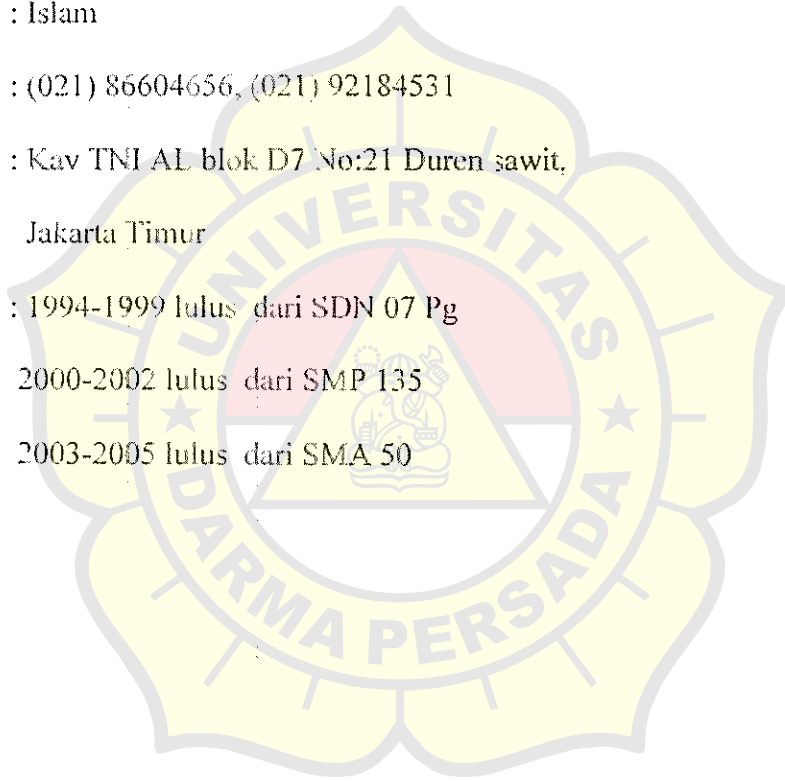 : Islam
: (021) 86604656, (021) 92184531
: Kav TNI AL blok D7 No:21 Duren sawit,
Jakarta Timur
: 1994-1999 lulus dari SDN 07 Pg
2000-2002 lulus dari SMP 135
2003-2005 lulus dari SMA 50
UNIVERSITAS
DARMA PERSADA